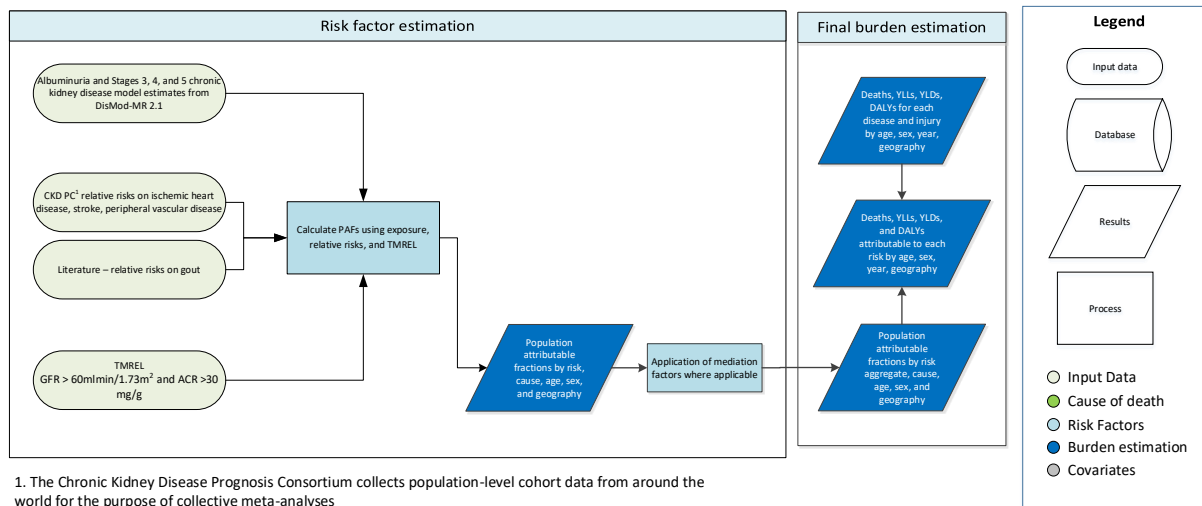 Risk factor estimation
Albuminuria and Stages 3, 4, and 5 chronic
kidney disease model estimates from
DisMod-MR 2.1
CKD PC¹ relative risks on ischemic heart
disease, stroke, peripheral vascular disease
Literature – relative risks on gout
TMREL
GFR > 60mlmin/1.73m² and ACR >30
mg/g
Calculate PAFs using exposure,
relative risks, and TMREL
Population
attributable
fractions by risk,
cause, age, sex,
and geography
Application of mediation
factors where applicable
Final burden estimation
Deaths, YLLs, YLDs,
DALYs for each
disease and injury
by age, sex, year,
geography
Deaths, YLLs, YLDs,
and DALYs
attributable to each
risk by age, sex,
year, geography
Population
attributable
fractions by risk
aggregate, cause,
age, sex, and
geography
Legend
Input data
Database
Results
Process
Input Data
Cause of death
Risk Factors
Burden estimation
Covariates
1. The Chronic Kidney Disease Prognosis Consortium collects population-level cohort data from around the
world for the purpose of collective meta-analyses